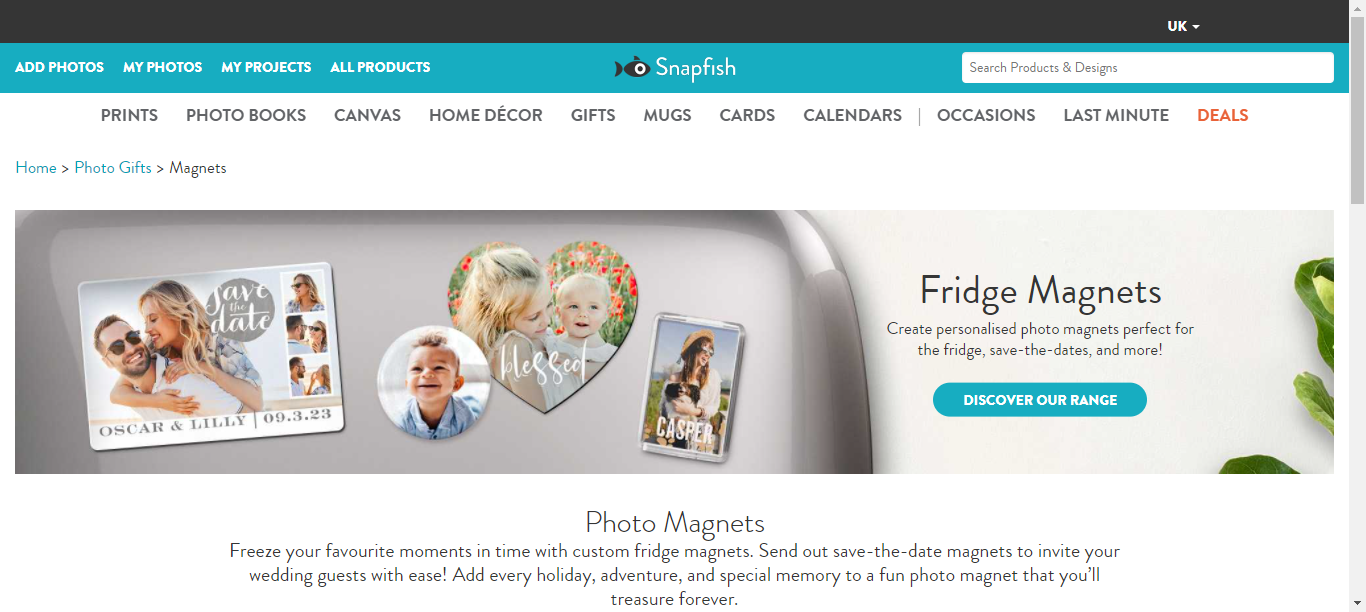 UK
ADD PHOTOS MY PHOTOS MY PROJECTS ALL PRODUCTS
Snapfish
Search Products & Designs
PRINTS PHOTO BOOKS CANVAS HOME DÉCOR GIFTS MUGS CARDS CALENDARS | OCCASIONS LAST MINUTE DEALS
Home > Photo Gifts > Magnets
save
the
date
OSCAR & LILLY | 09.3.23
blessed
CASPER
Fridge Magnets
Create personalised photo magnets perfect for
the fridge, save-the-dates, and more!
DISCOVER OUR RANGE
Photo Magnets
Freeze your favourite moments in time with custom fridge magnets. Send out save-the-date magnets to invite your
wedding guests with ease! Add every holiday, adventure, and special memory to a fun photo magnet that you'll
treasure forever.